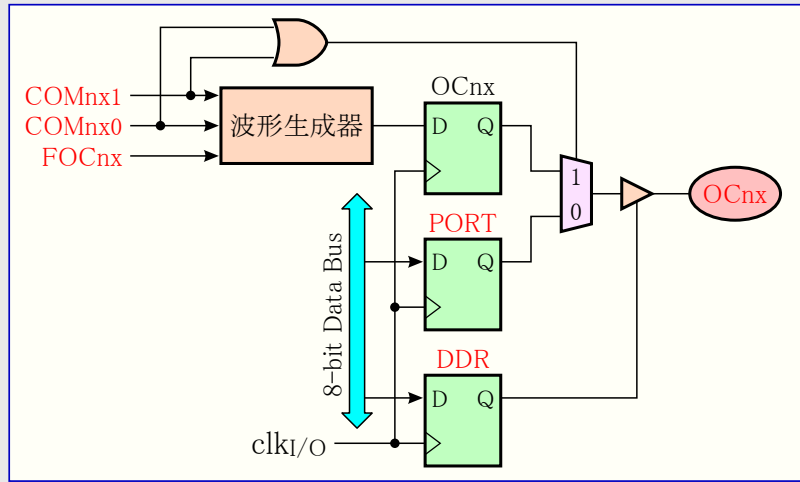 COMnx1
COMnx0
FOCnx
波形生成器
OCnx
D Q
1
0
OCnx
PORT
D Q
8-bit Data Bus
DDR
D Q
clkI/O